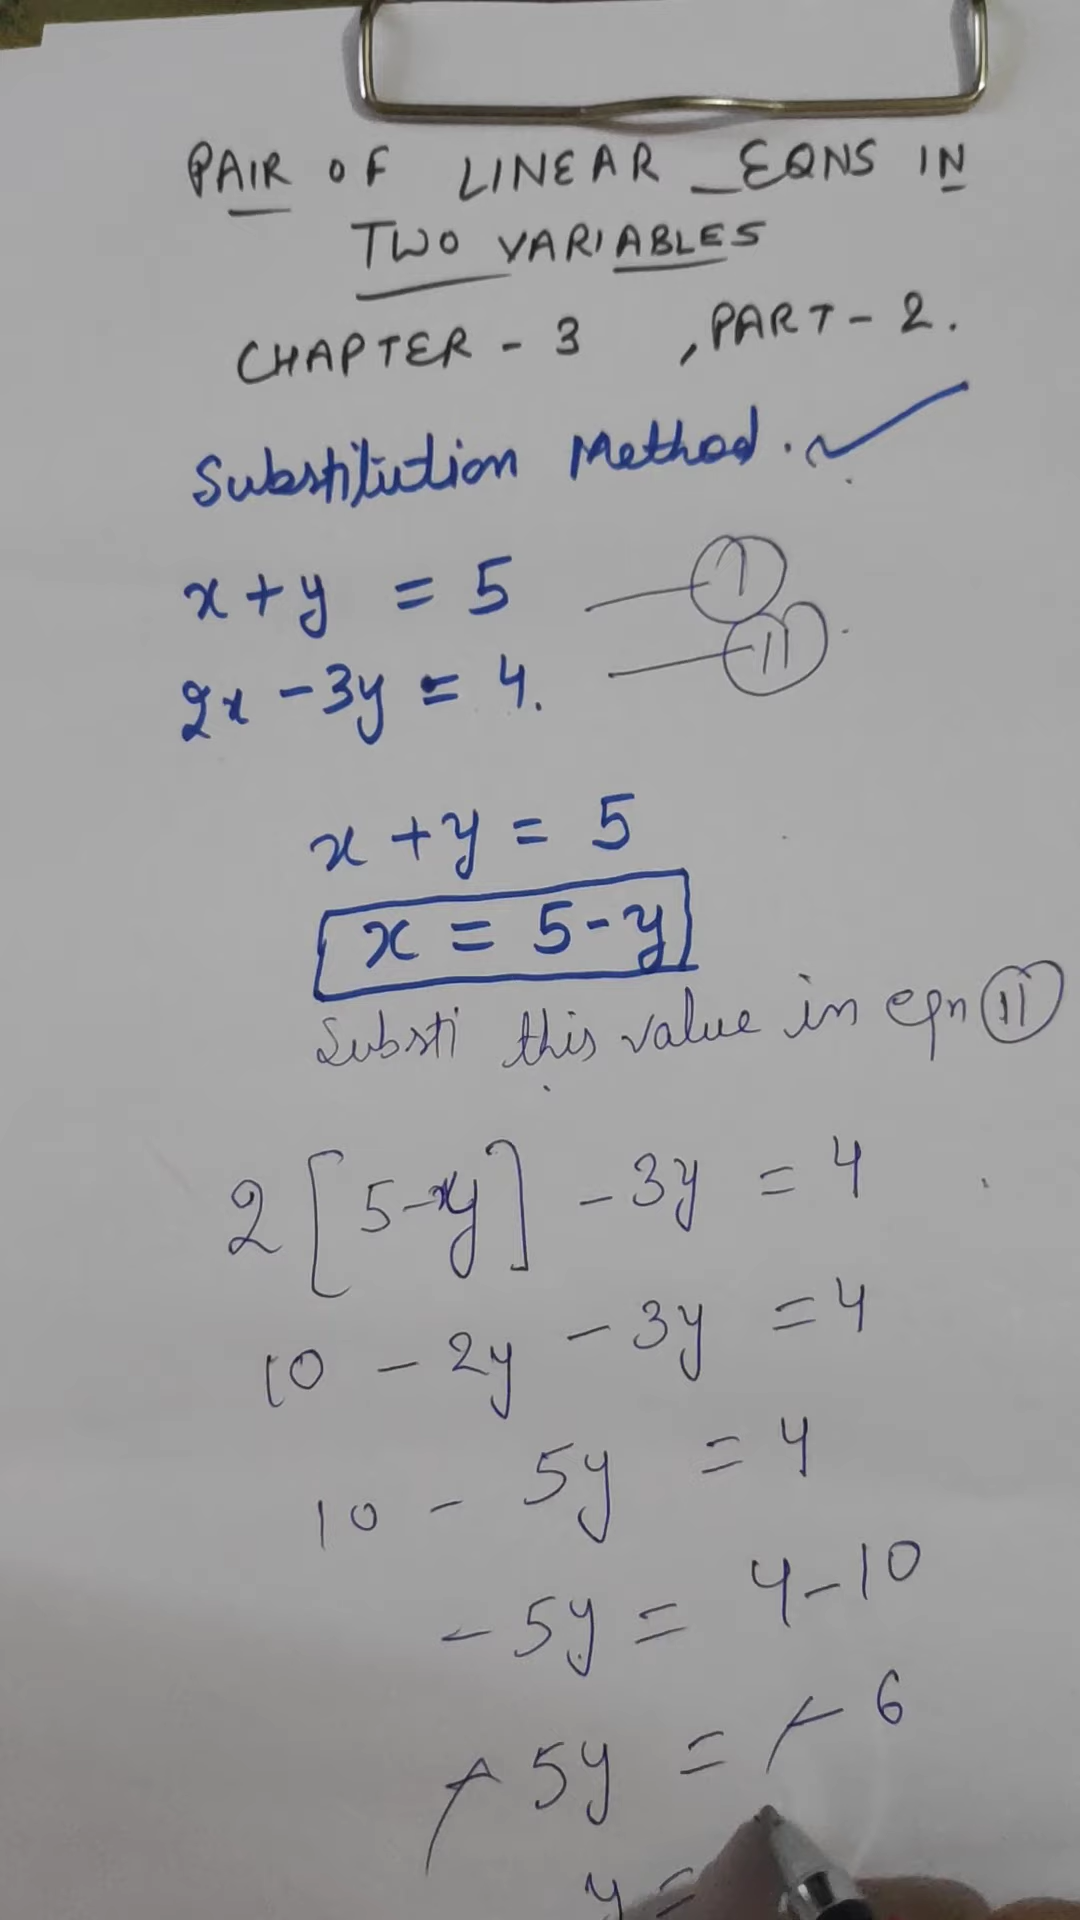 PAIR OF LINEAR EQNS IN
TWO VARIABLES
CHAPTER - 3 , PART - 2.
Substitution Method.
x + y = 5 — I
2x - 3y = 4. — II
x + y = 5
x = 5 - y
Substi this value in eqn II
2 [5 - y] - 3y = 4
10 - 2y - 3y = 4
10 - 5y = 4
- 5y = 4 - 10
- 5y = - 6
y =